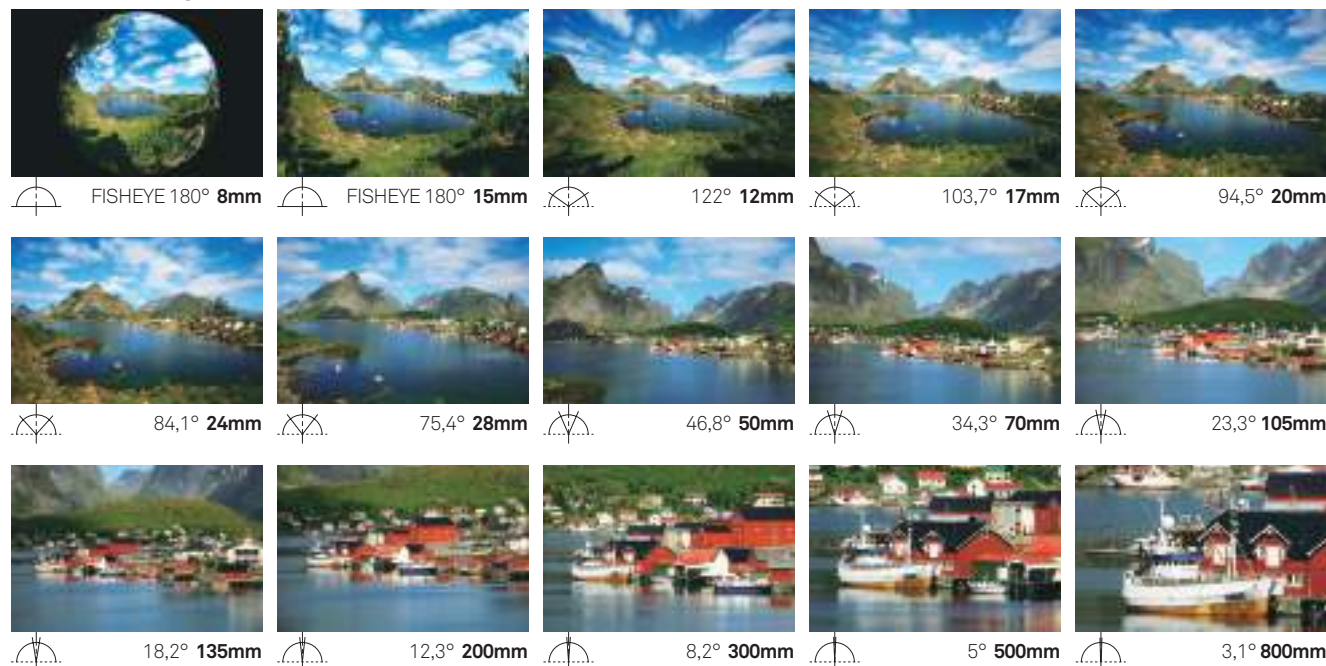 FISHEYE 180° 8mm
FISHEYE 180° 15mm
122° 12mm
103,7° 17mm
94,5° 20mm
84,1° 24mm
75,4° 28mm
46,8° 50mm
34,3° 70mm
23,3° 105mm
18,2° 135mm
12,3° 200mm
8,2° 300mm
5° 500mm
3,1° 800mm